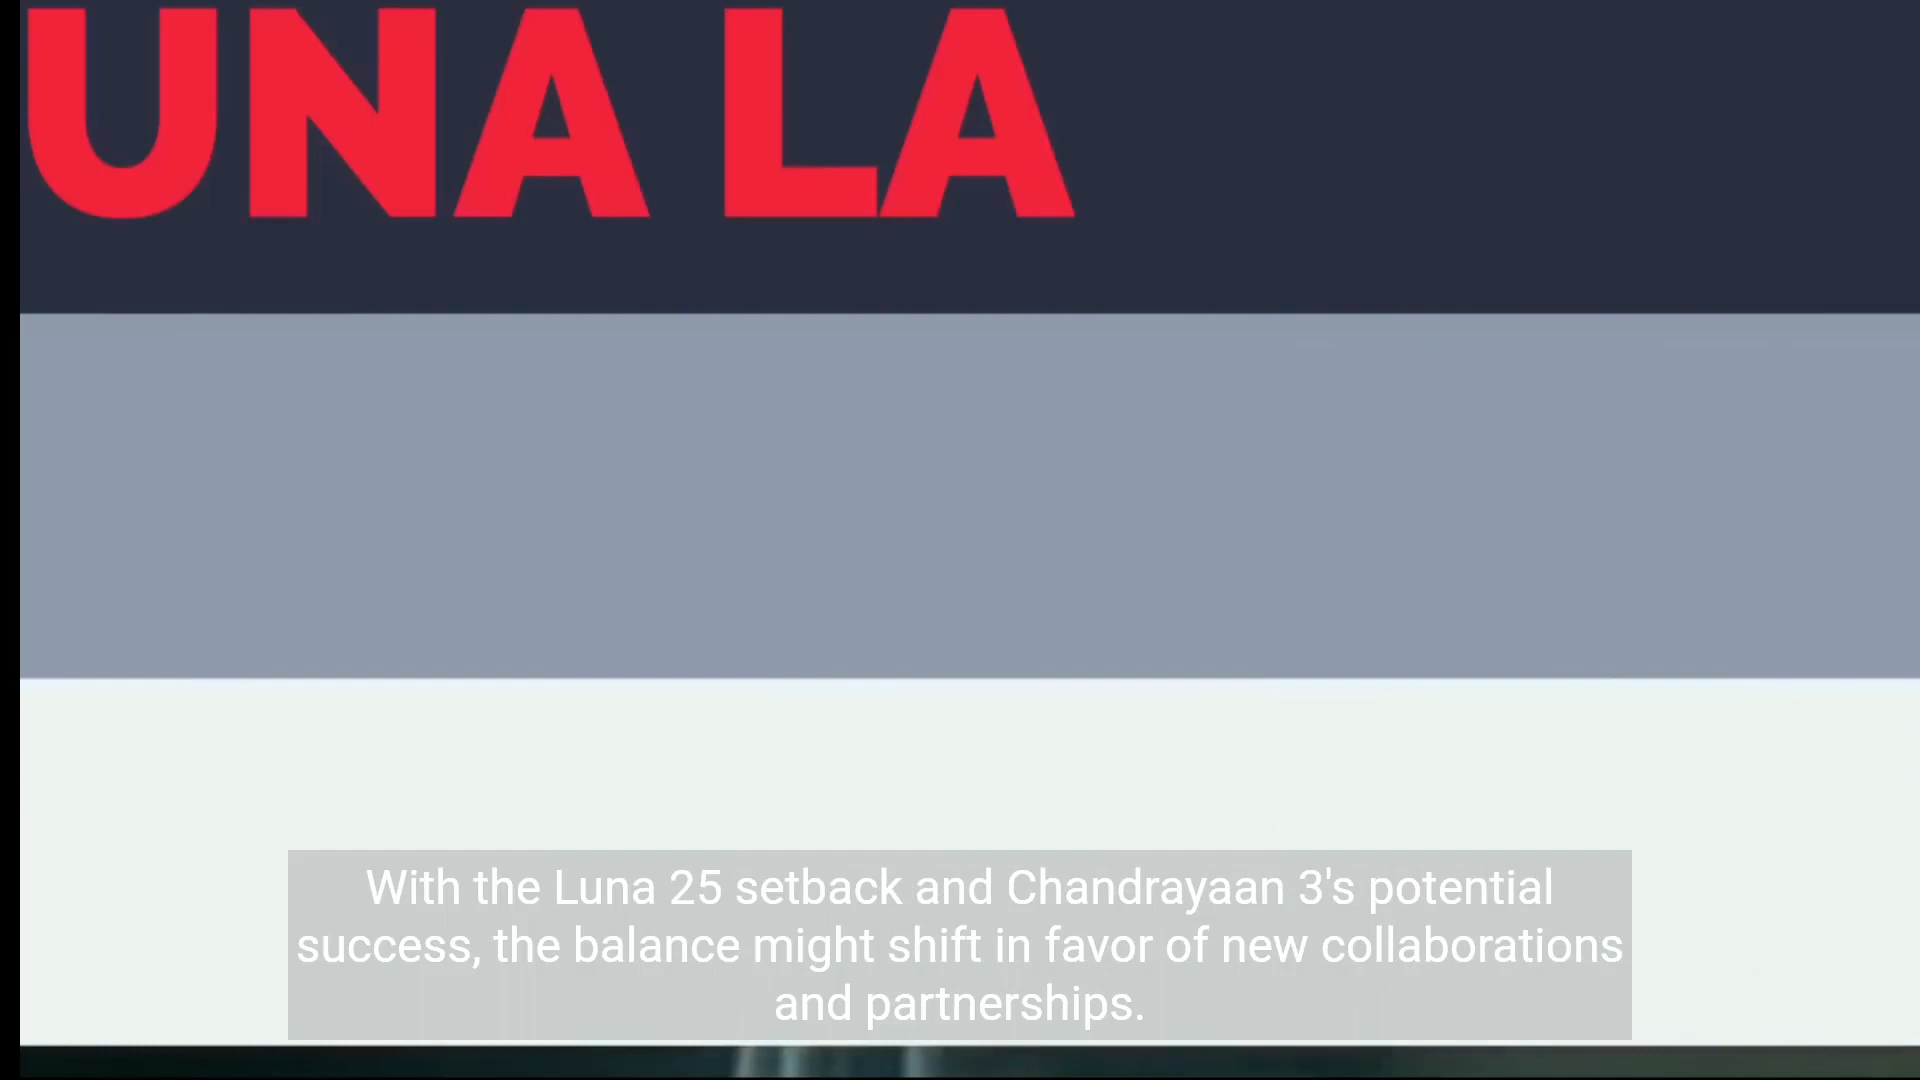 UNA LA
With the Luna 25 setback and Chandrayaan 3's potential
success, the balance might shift in favor of new collaborations
and partnerships.